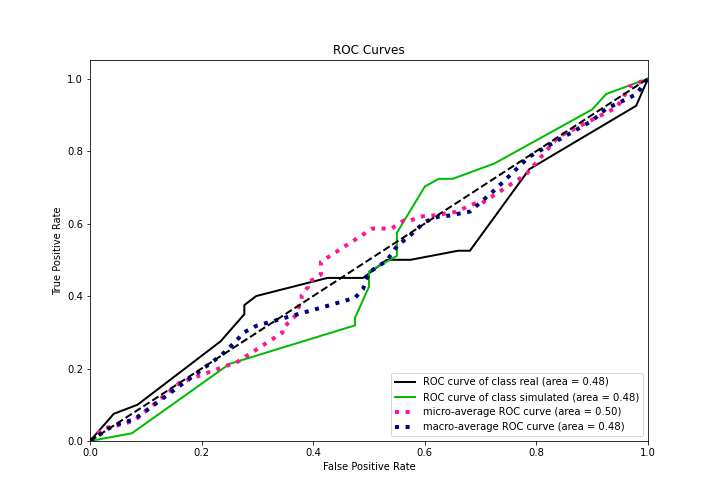 ROC Curves
True Positive Rate
1.0
0.8
0.6
0.4
0.2
0.0
ROC curve of class real (area = 0.48)
ROC curve of class simulated (area = 0.48)
micro-average ROC curve (area = 0.50)
macro-average ROC curve (area = 0.48)
0.0 0.2 0.4 0.6 0.8 1.0
False Positive Rate